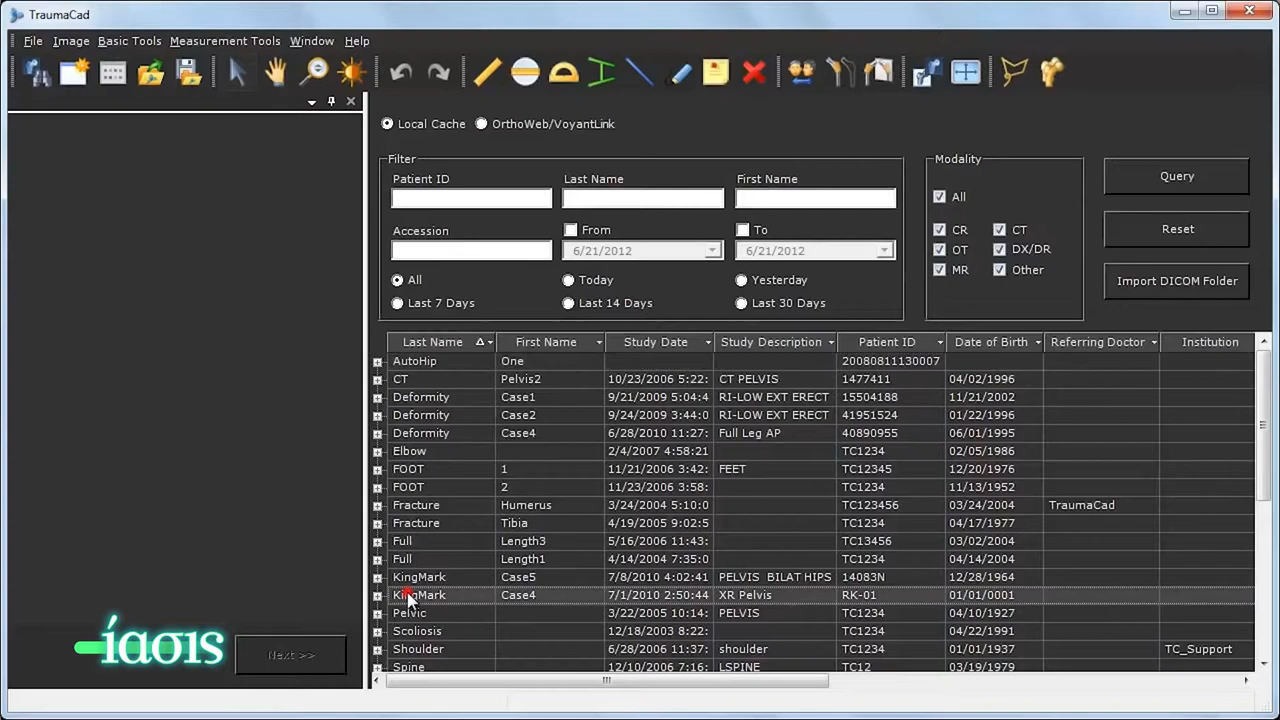 TraumaCad
File Image Basic Tools Measurement Tools Window Help
Local Cache OrthoWeb/VoyantLink
Filter
Patient ID Last Name First Name
Accession From To
6/21/2012 6/21/2012
All Today Yesterday
Last 7 Days Last 14 Days Last 30 Days
Modality
All
CR CT
OT DX/DR
MR Other
Query
Reset
Import DICOM Folder
Last Name First Name Study Date Study Description Patient ID Date of Birth Referring Doctor Institution
AutoHip One 20080811130007
CT Pelvis2 10/23/2006 5:22: CT PELVIS 1477411 04/02/1996
Deformity Case1 9/21/2009 5:04:4 RI-LOW EXT ERECT 15504188 11/21/2002
Deformity Case2 9/24/2009 3:44:0 RI-LOW EXT ERECT 41951524 01/22/1996
Deformity Case4 6/28/2010 11:27: Full Leg AP 40890955 06/01/1995
Elbow 2/4/2007 4:58:21 TC1234 02/05/1986
FOOT 1 11/21/2006 3:42: FEET TC12345 12/20/1976
FOOT 2 11/23/2006 3:58: TC1234 11/13/1952
Fracture Humerus 3/24/2004 5:10:0 TC123456 03/24/2004 TraumaCad
Fracture Tibia 4/19/2005 9:02:5 TC1234 04/17/1977
Full Length3 5/16/2006 11:43: TC13456 03/02/2004
Full Length1 4/14/2004 7:35:0 TC1234 04/14/2004
KingMark Case5 7/8/2010 4:02:41 PELVIS BILAT HIPS 14083N 12/28/1964
KingMark Case4 7/1/2010 2:50:44 XR Pelvis RK-01 01/01/0001
Pelvic 3/22/2005 10:14: PELVIS TC1234 04/10/1927
Scoliosis 12/18/2003 8:22: TC1234 04/22/1991
Shoulder 6/28/2006 11:37: shoulder TC1234 01/01/1937 TC_Support
Spine 12/10/2006 7:16: LSPINE TC12 03/19/1979
Next >>